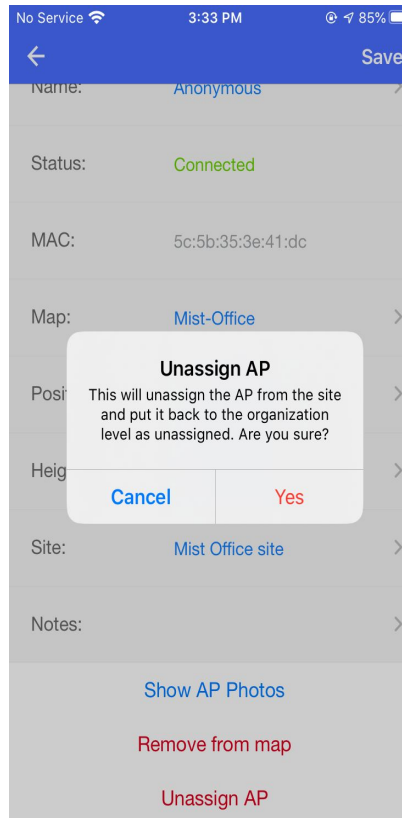 No Service 3:33 PM 85%
Save
Name: Anonymous
Status: Connected
MAC: 5c:5b:35:3e:41:dc
Map: Mist-Office
Unassign AP
Posi
This will unassign the AP from the site
and put it back to the organization
level as unassigned. Are you sure?
Heig
Cancel Yes
Site: Mist Office site
Notes:
Show AP Photos
Remove from map
Unassign AP